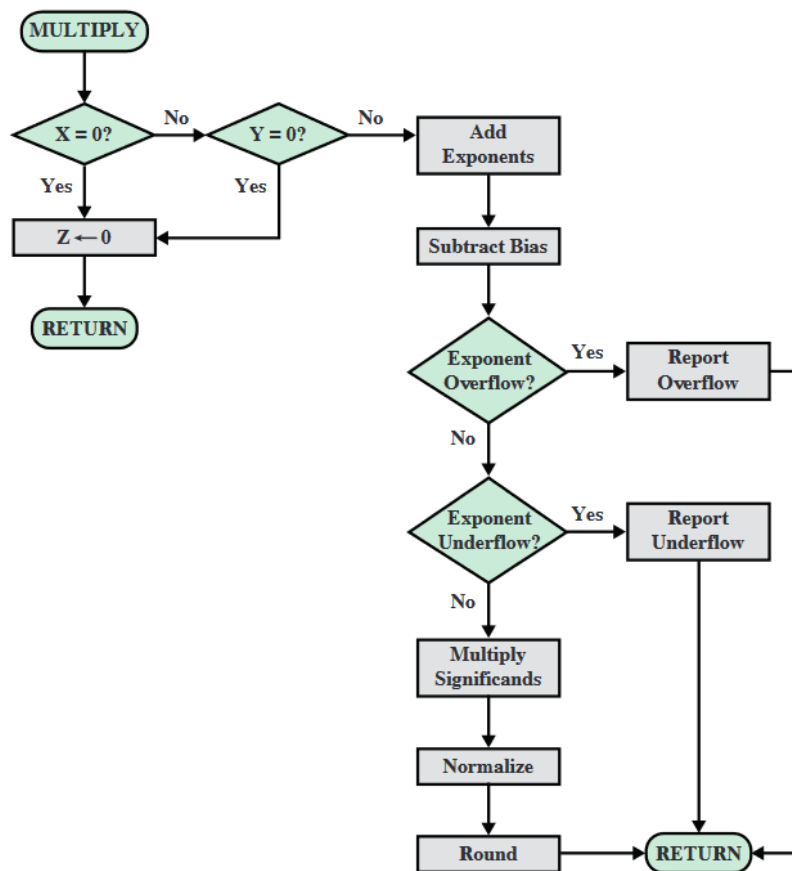 MULTIPLY
X = 0?
No
Y = 0?
No
Add
Exponents
Yes
Yes
Z ← 0
Subtract Bias
RETURN
Exponent
Overflow?
Yes
Report
Overflow
No
Exponent
Underflow?
Yes
Report
Underflow
No
Multiply
Significands
Normalize
Round
RETURN